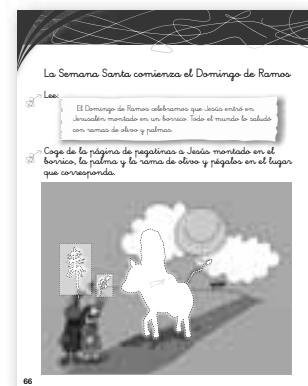 La Semana Santa comienza el Domingo de Ramos
Lee:
El Domingo de Ramos celebramos que Jesús entró en
Jerusalén montado en un borrico. Todo el mundo lo saludó
con ramas de olivo y palmas.
Coge de la página de pegatinas a Jesús montado en el
borrico, la palma y la rama de olivo y pégalos en el lugar
que corresponda.
66